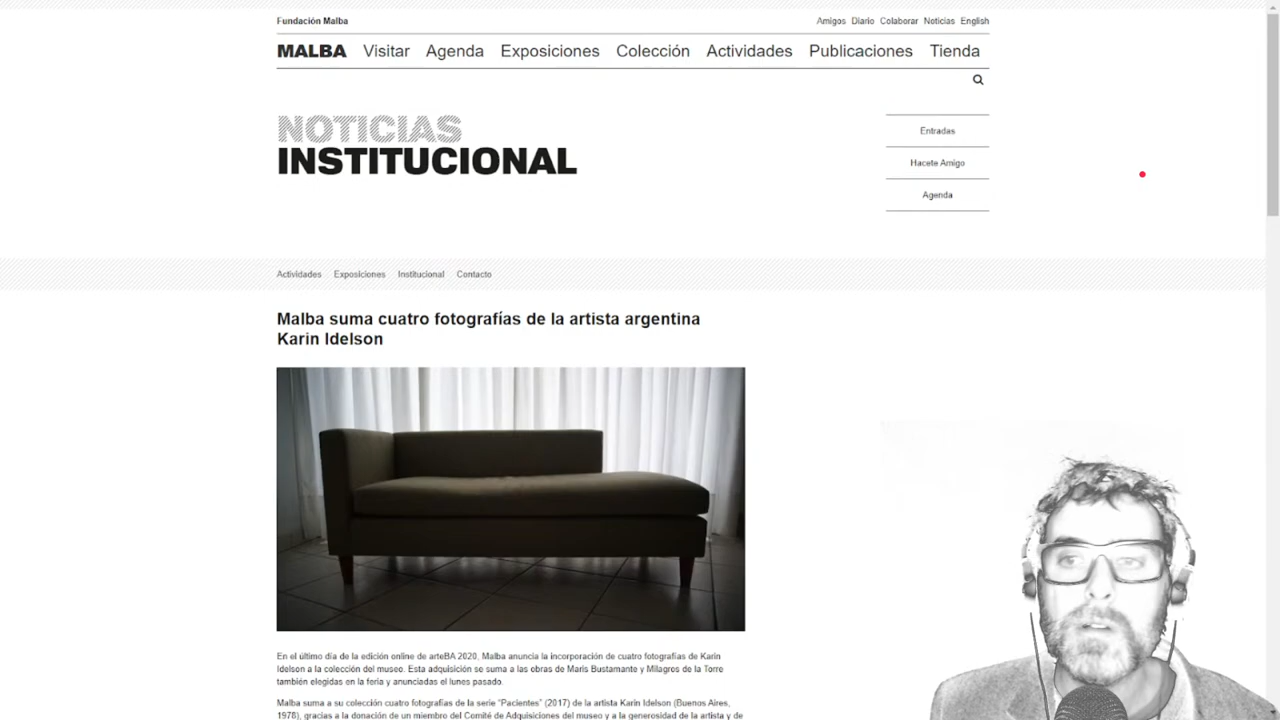 Fundación Malba
Amigos Diario Colaborar Noticias English
MALBA Visitar Agenda Exposiciones Colección Actividades Publicaciones Tienda
NOTICIAS
INSTITUCIONAL
Entradas
Hacete Amigo
Agenda
Actividades Exposiciones Institucional Contacto
Malba suma cuatro fotografías de la artista argentina
Karin Idelson
En el último día de la edición online de arteBA 2020, Malba anuncia la incorporación de cuatro fotografías de Karin
Idelson a la colección del museo. Esta adquisición se suma a las obras de Maris Bustamante y Milagros de la Torre
también elegidas en la feria y anunciadas el lunes pasado.
Malba suma a su colección cuatro fotografías de la serie "Pacientes" (2017) de la artista Karin Idelson (Buenos Aires,
1978), gracias a la donación de un miembro del Comité de Adquisiciones del museo y a la generosidad de la artista y de